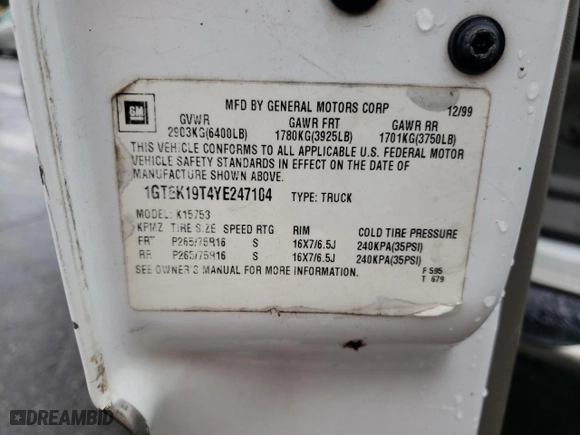 GM
MFD BY GENERAL MOTORS CORP 12/99
GVWR GAWR FRT GAWR RR
2903KG(6400LB) 1780KG(3925LB) 1701KG(3750LB)
THIS VEHICLE CONFORMS TO ALL APPLICABLE U.S. FEDERAL MOTOR
VEHICLE SAFETY STANDARDS IN EFFECT ON THE DATE OF
MANUFACTURE SHOWN ABOVE.
1GTEK19T4YE247104 TYPE: TRUCK
MODEL: K15753
KPMZ TIRE SIZE SPEED RTG RIM COLD TIRE PRESSURE
FRT P265/75R16 S 16X7/6.5J 240KPA(35PSI)
RR P265/75R16 S 16X7/6.5J 240KPA(35PSI)
SEE OWNER'S MANUAL FOR MORE INFORMATION.
F 595
T 679
DREAMBID